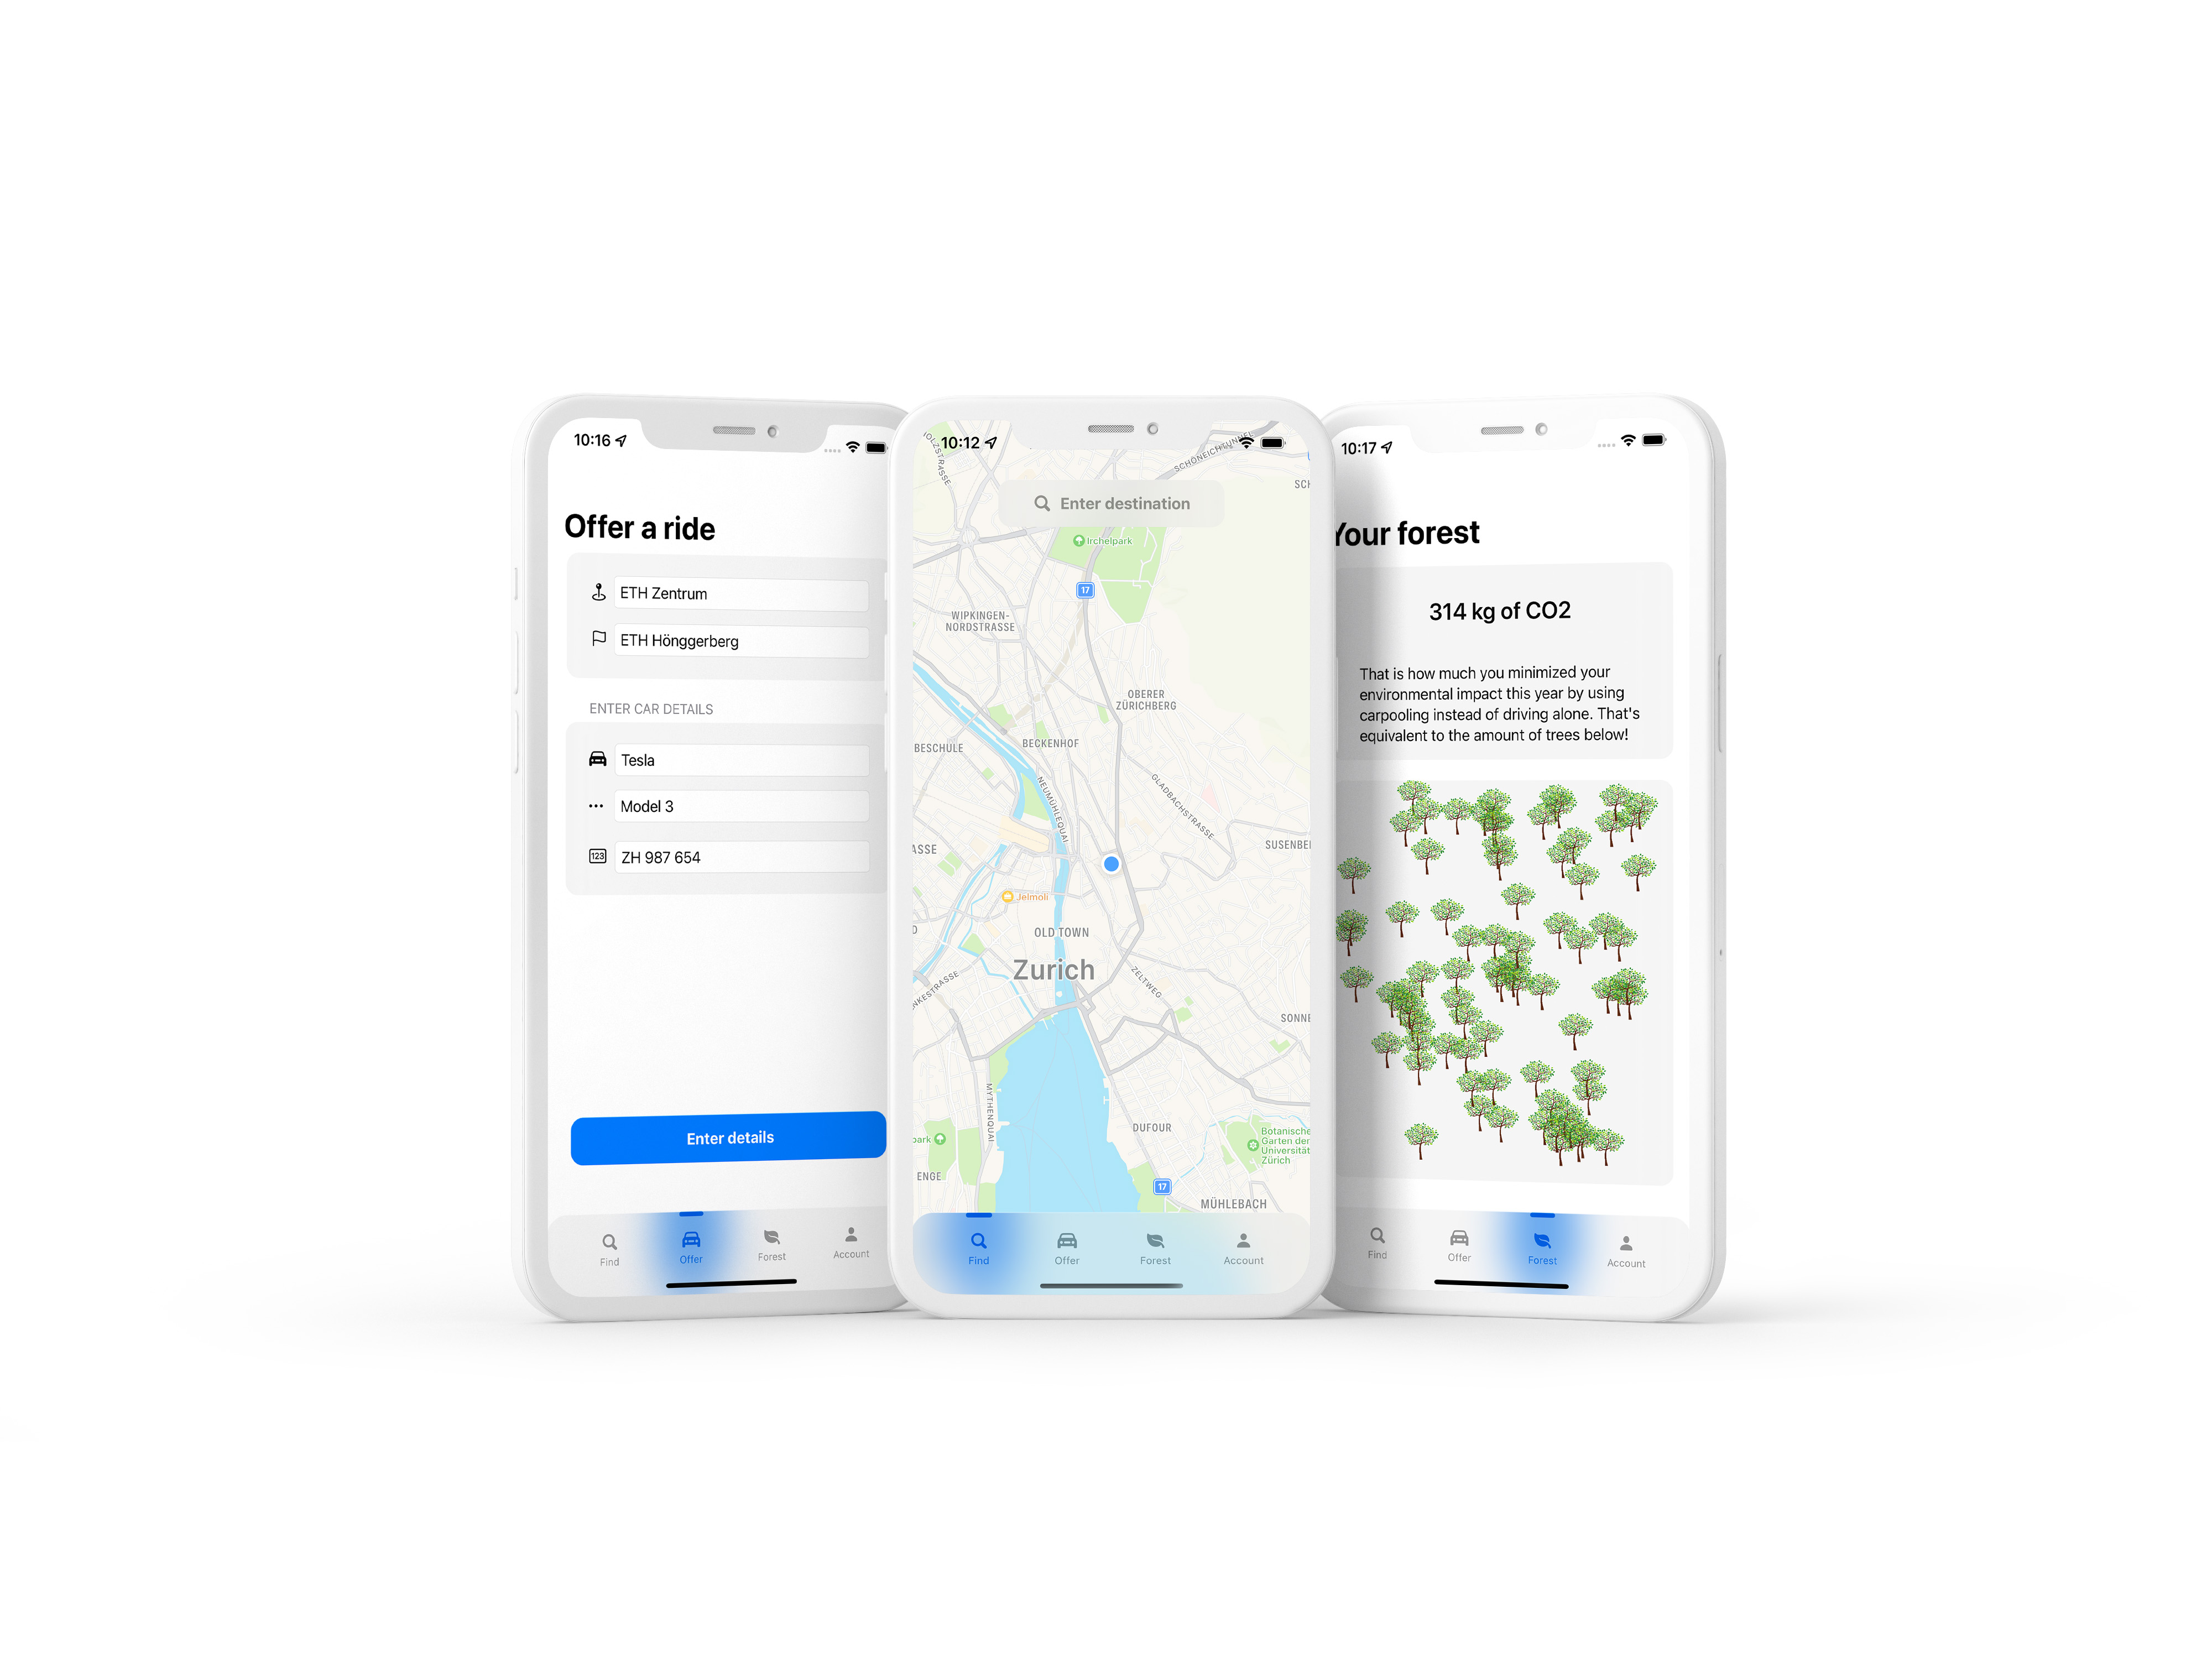 10:16
Offer a ride
ETH Zentrum
ETH Hönggerberg
ENTER CAR DETAILS
Tesla
Model 3
123
ZH 987 654
Enter details
Find
Offer
Forest
Account
10:12
SCHÖNEICHTUNNEL
SCH
Enter destination
Irchelpark
17
WIPKINGEN-
NORDSTRASSE
OBERER
ZÜRICHBERG
BECKENHOF
BESCHULE
NEUMÜHLEQUAI
GLADBACHSTRASSE
ASSE
SUSENBE
Jelmoli
OLD TOWN
Zurich
ZELTWEG
NKESTRASSE
SONNE
MYTHENQUAI
DUFOUR
park
Botanische
Garten der
Universität
Zürich
ENGE
17
MÜHLEBACH
Find
Offer
Forest
Account
10:17
Your forest
314 kg of CO2
That is how much you minimized your
environmental impact this year by using
carpooling instead of driving alone. That's
equivalent to the amount of trees below!
Find
Offer
Forest
Account